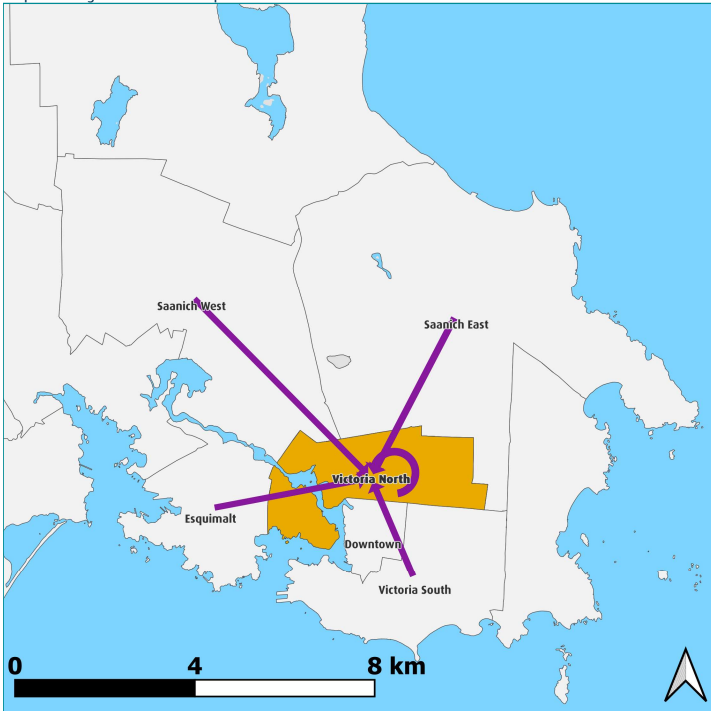 Saanich West
Saanich East
Victoria North
Esquimalt
Downtown
Victoria South
0 4 8 km